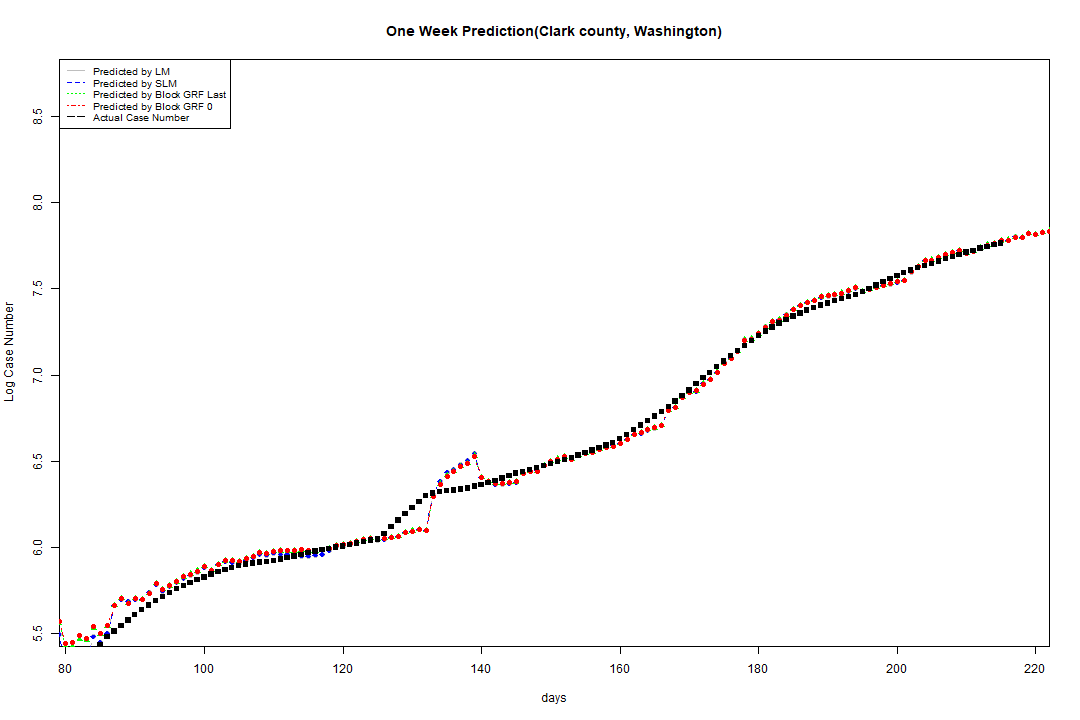 One Week Prediction(Clark county, Washington)
Predicted by LM
Predicted by SLM
Predicted by Block GRF Last
Predicted by Block GRF 0
Actual Case Number
Log Case Number
8.5
8.0
7.5
7.0
6.5
6.0
5.5
80 100 120 140 160 180 200 220
days